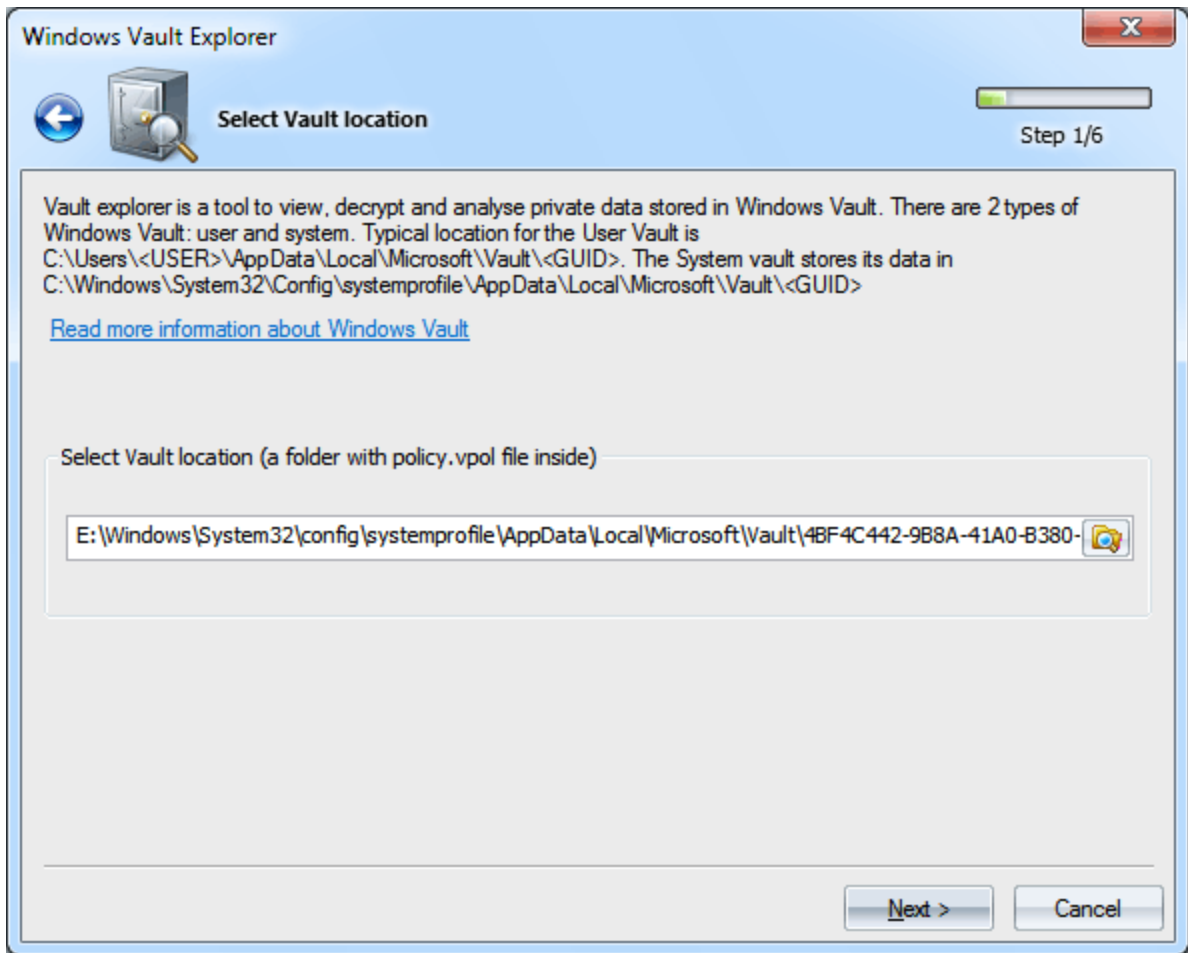 Windows Vault Explorer
Select Vault location
Step 1/6
Vault explorer is a tool to view, decrypt and analyse private data stored in Windows Vault. There are 2 types of
Windows Vault: user and system. Typical location for the User Vault is
C:\Users\<USER>\AppData\Local\Microsoft\Vault\<GUID>. The System vault stores its data in
C:\Windows\System32\Config\systemprofile\AppData\Local\Microsoft\Vault\<GUID>
Read more information about Windows Vault
Select Vault location (a folder with policy.vpol file inside)
E:\Windows\System32\config\systemprofile\AppData\Local\Microsoft\Vault\4BF4C442-9B8A-41A0-B380-
Next >
Cancel